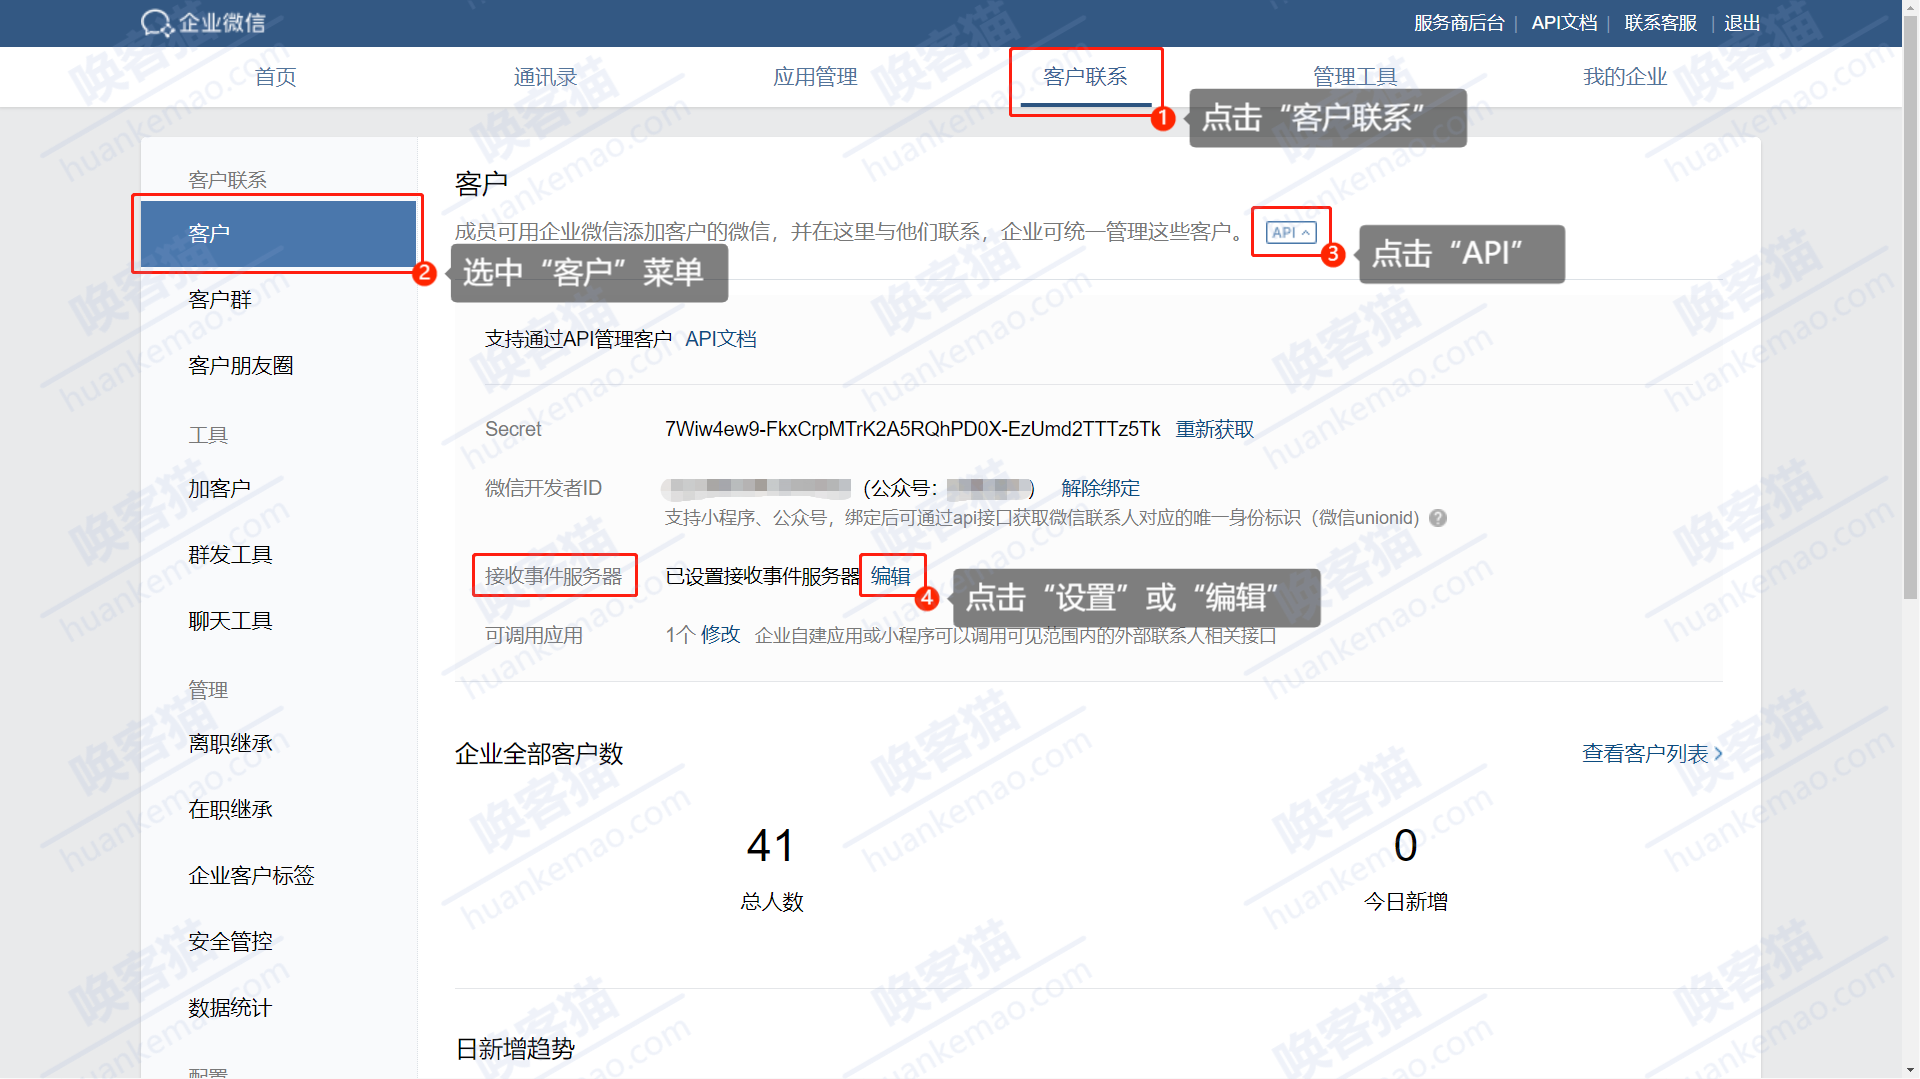 企业微信
服务商后台 | API文档 | 联系客服 | 退出
首页 通讯录 应用管理 客户联系 管理工具 我的企业
1 点击“客户联系”
客户联系
客户
2 选中“客户”菜单
客户群
客户朋友圈
工具
加客户
群发工具
聊天工具
管理
离职继承
在职继承
企业客户标签
安全管控
数据统计
配置
客户
成员可用企业微信添加客户的微信，并在这里与他们联系，企业可统一管理这些客户。 API
3 点击“API”
支持通过API管理客户 API文档
Secret 7Wiw4ew9-FkxCrpMTrK2A5RQhPD0X-EzUmd2TTTz5Tk 重新获取
微信开发者ID (公众号: ) 解除绑定
支持小程序、公众号，绑定后可通过api接口获取微信联系人对应的唯一身份标识（微信unionid） ?
接收事件服务器 已设置接收事件服务器 编辑
4 点击“设置”或“编辑”
可调用应用 1个 修改 企业自建应用或小程序可以调用可见范围内的外部联系人相关接口
企业全部客户数 查看客户列表
41 0
总人数 今日新增
日新增趋势
唤客猫
huankemao.com